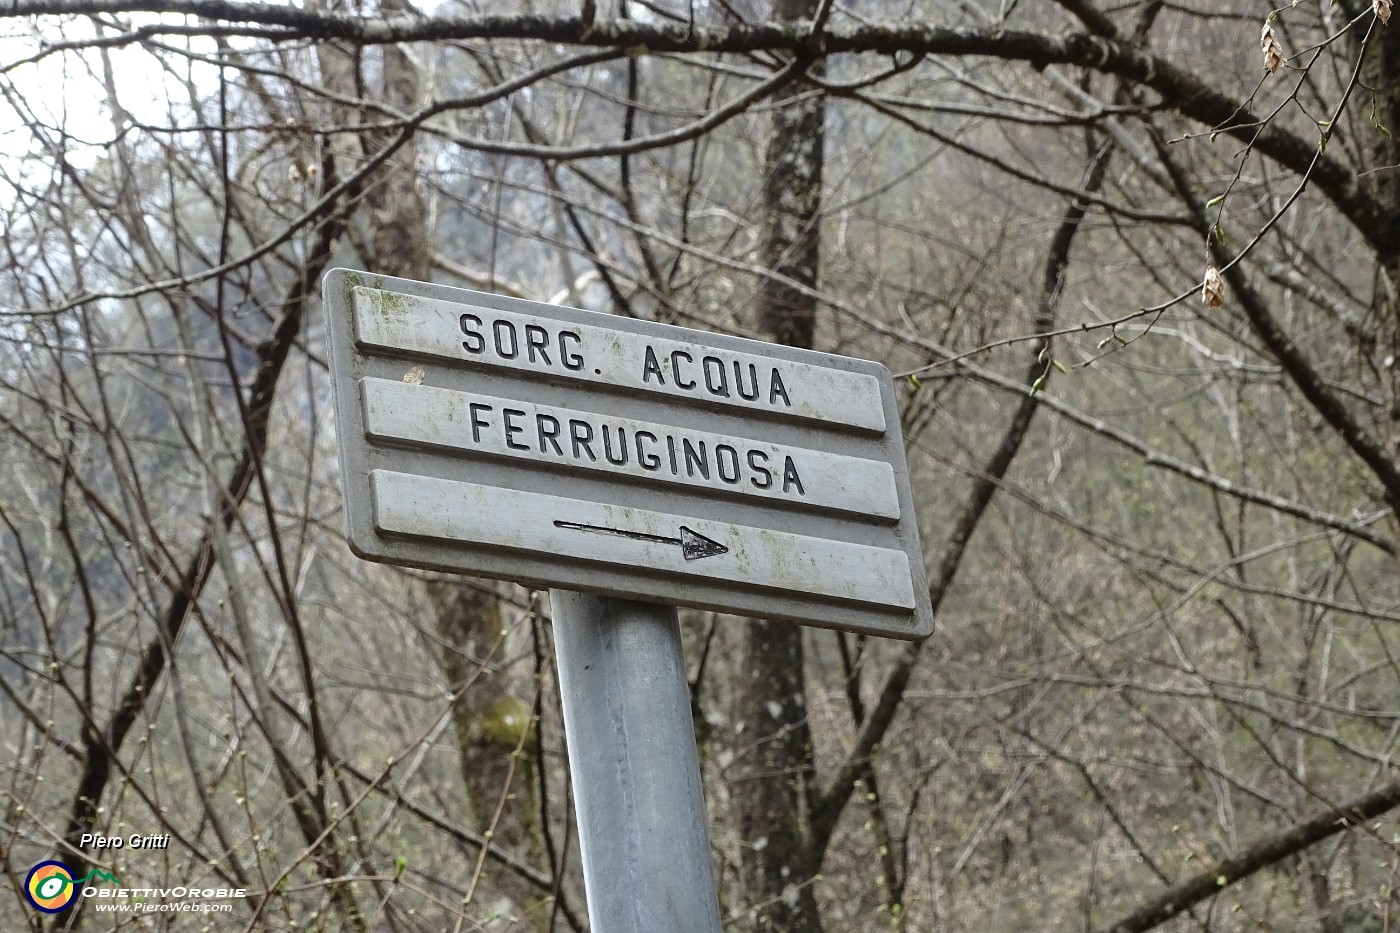 SORG. ACQUA
FERRUGINOSA
Piero Gritti
OBIETTIVOROBIE
www.PieroWeb.com